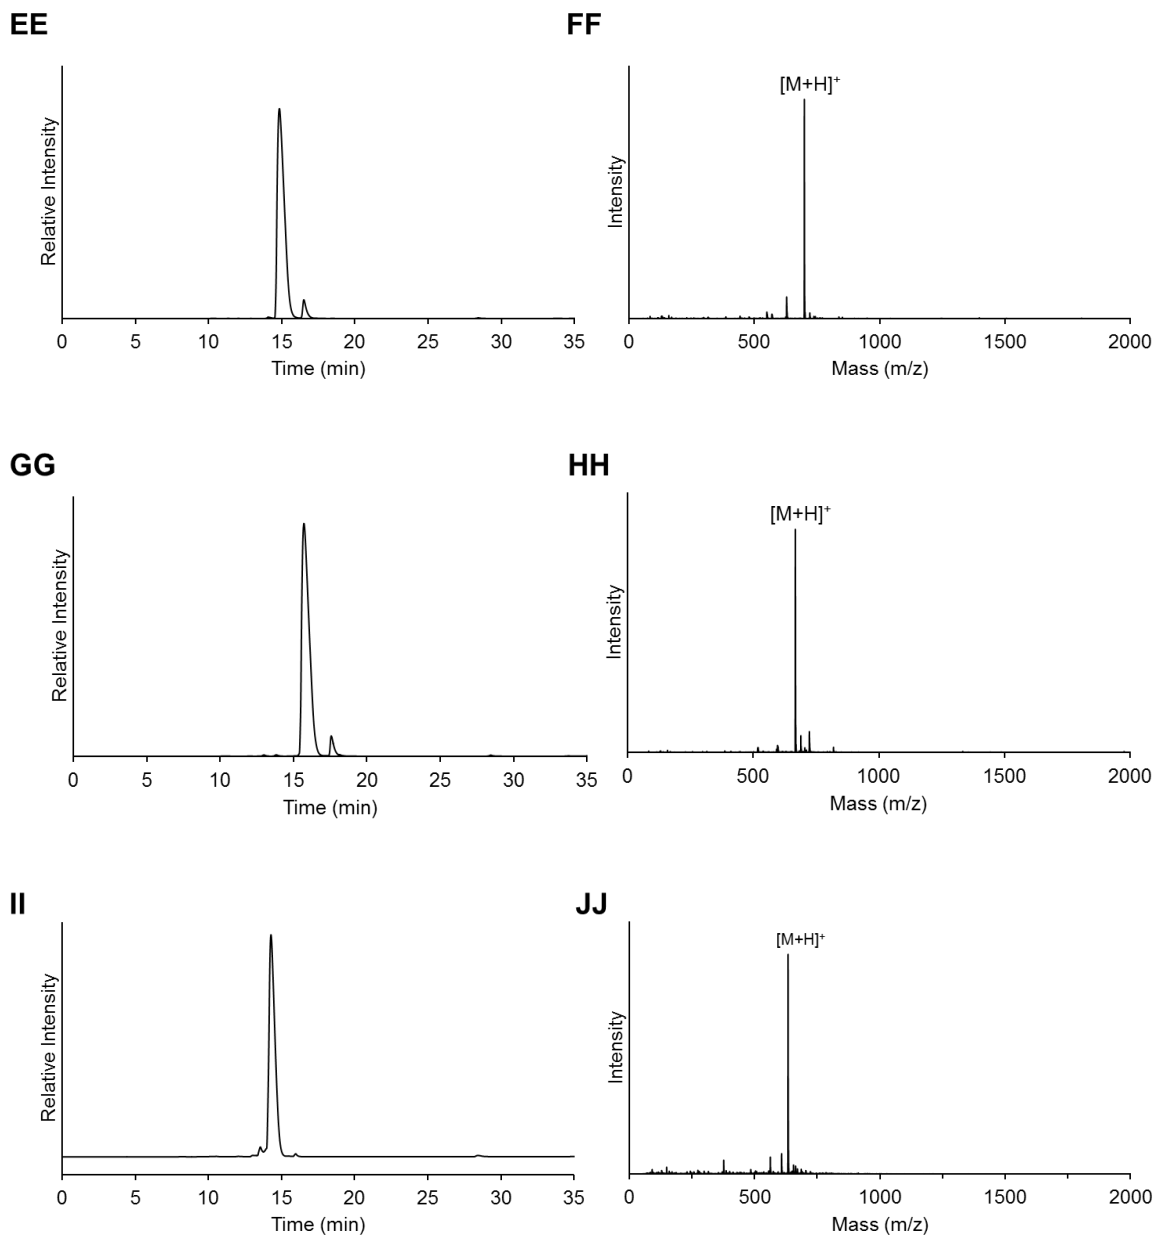 EE
Relative Intensity
0 5 10 15 20 25 30 35
Time (min)
FF
[M+H]+
Intensity
0 500 1000 1500 2000
Mass (m/z)
GG
Relative Intensity
0 5 10 15 20 25 30 35
Time (min)
HH
[M+H]+
Intensity
0 500 1000 1500 2000
Mass (m/z)
II
Relative Intensity
0 5 10 15 20 25 30 35
Time (min)
JJ
[M+H]+
Intensity
0 500 1000 1500 2000
Mass (m/z)